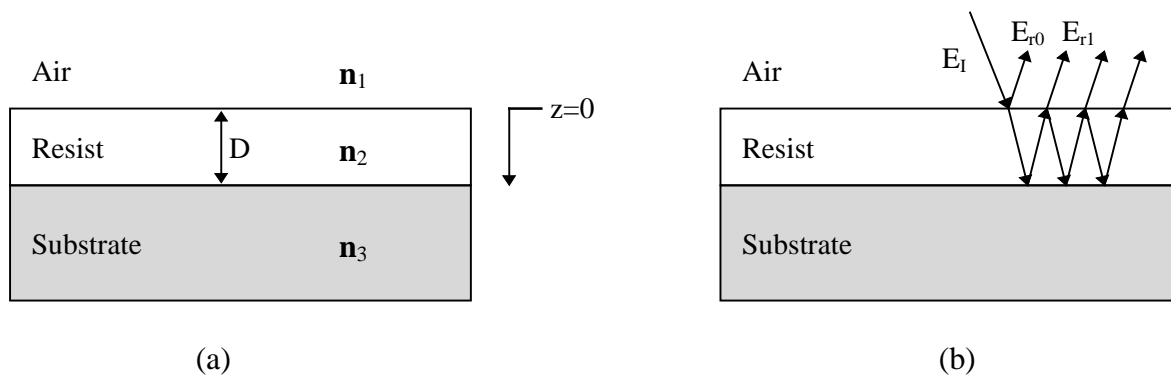 Air n₁
z=0
Resist D n₂
Substrate n₃
(a)
E_I E_r0 E_r1
Air
Resist
Substrate
(b)